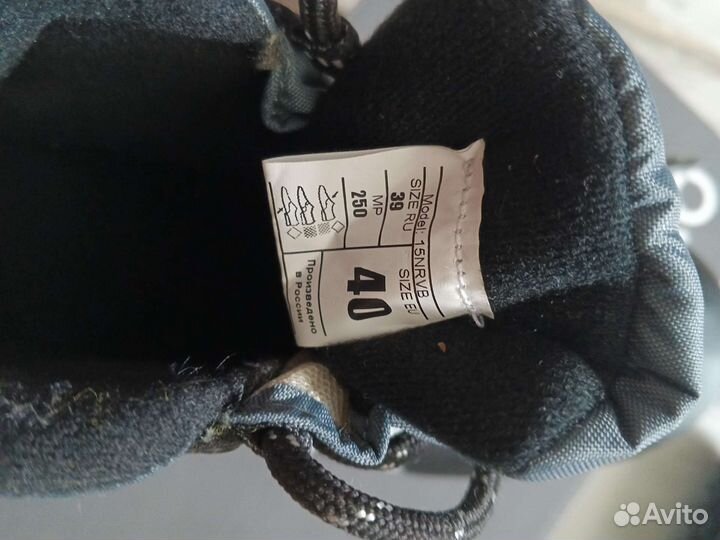 Model: 15NRVB
SIZE RU
39
SIZE EU
40
MP
250
Произведено
в России
Avito